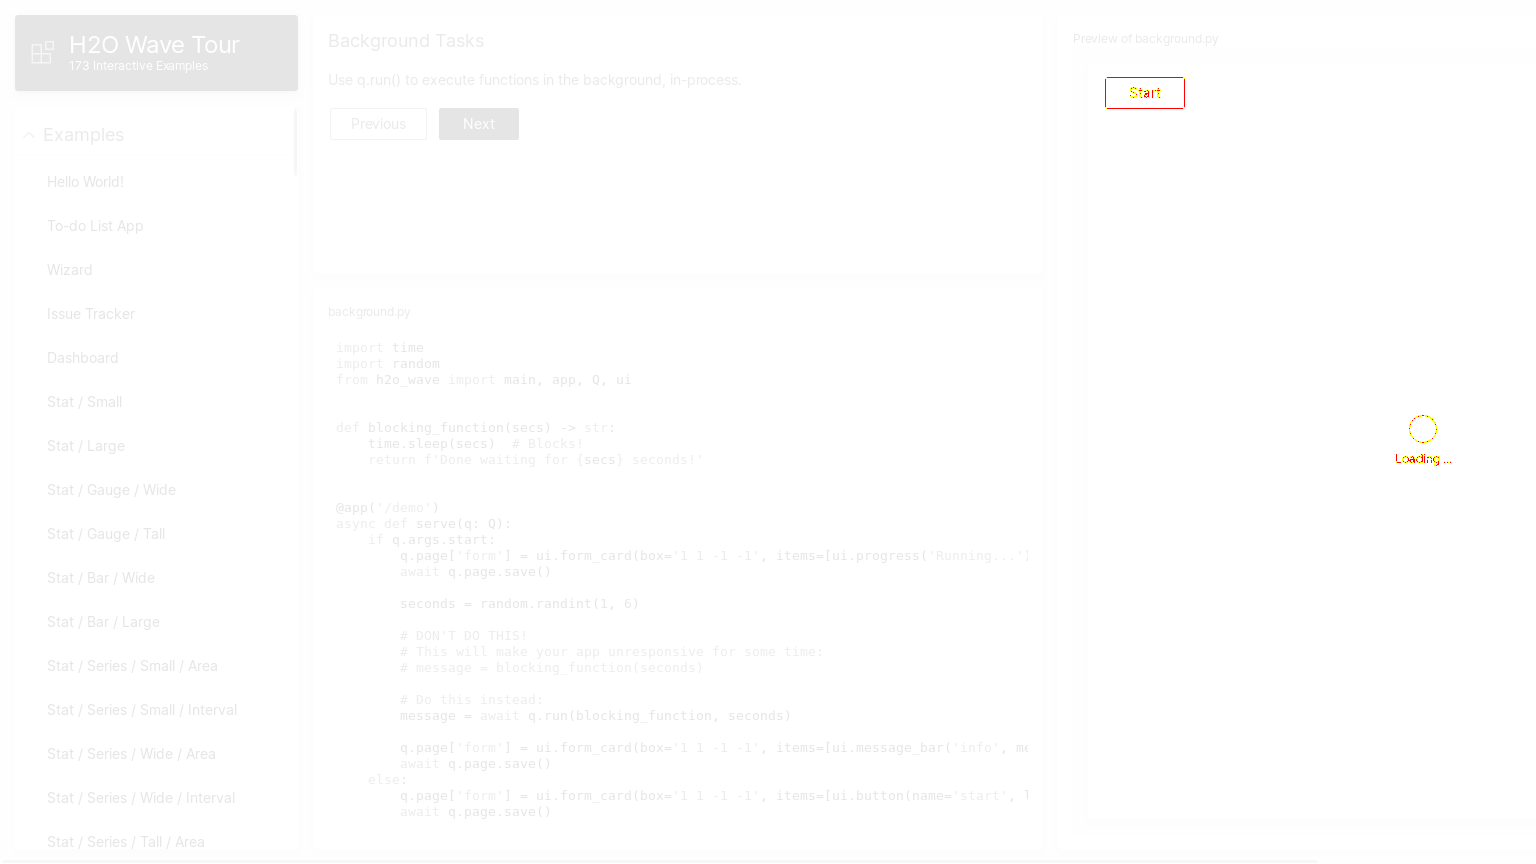 H2O Wave Tour
173 Interactive Examples
Examples
Hello World!
To-do List App
Wizard
Issue Tracker
Dashboard
Stat / Small
Stat / Large
Stat / Gauge / Wide
Stat / Gauge / Tall
Stat / Bar / Wide
Stat / Bar / Large
Stat / Series / Small / Area
Stat / Series / Small / Interval
Stat / Series / Wide / Area
Stat / Series / Wide / Interval
Stat / Series / Tall / Area
Background Tasks
Use q.run() to execute functions in the background, in-process.
Previous Next
background.py
import time
import random
from h2o_wave import main, app, Q, ui
def blocking_function(secs) -> str:
time.sleep(secs)  # Blocks!
return f'Done waiting for {secs} seconds!'
@app('/demo')
async def serve(q: Q):
if q.args.start:
q.page['form'] = ui.form_card(box='1 1 -1 -1', items=[ui.progress('Running...')
await q.page.save()
seconds = random.randint(1, 6)
# DON'T DO THIS!
# This will make your app unresponsive for some time:
# message = blocking_function(seconds)
# Do this instead:
message = await q.run(blocking_function, seconds)
q.page['form'] = ui.form_card(box='1 1 -1 -1', items=[ui.message_bar('info',
await q.page.save()
else:
q.page['form'] = ui.form_card(box='1 1 -1 -1', items=[ui.button(name='start',
await q.page.save()
Preview of background.py
Start
Loading ...